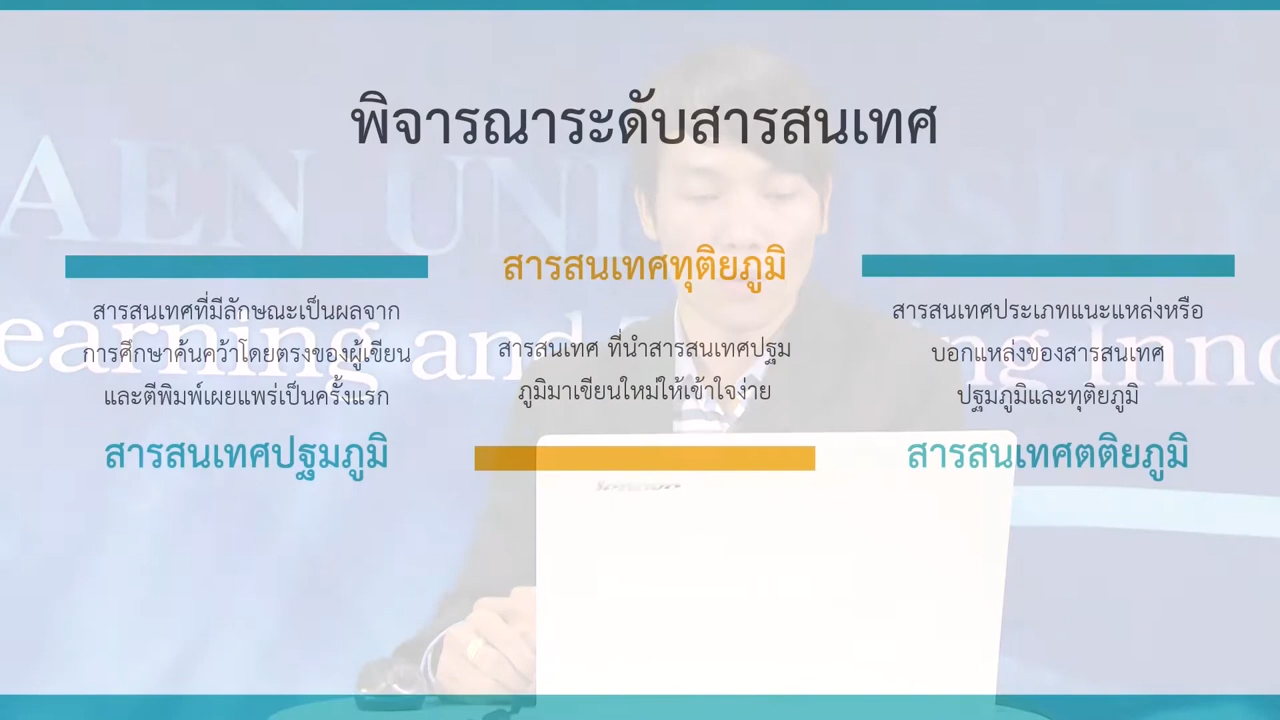 พิจารณาระดับสารสนเทศ
สารสนเทศที่มีลักษณะเป็นผลจาก
การศึกษาค้นคว้าโดยตรงของผู้เขียน
และตีพิมพ์เผยแพร่เป็นครั้งแรก
สารสนเทศปฐมภูมิ
สารสนเทศทุติยภูมิ
สารสนเทศ ที่นำสารสนเทศปฐม
ภูมิมาเขียนใหม่ให้เข้าใจง่าย
สารสนเทศประเภทแนะแหล่งหรือ
บอกแหล่งของสารสนเทศ
ปฐมภูมิและทุติยภูมิ
สารสนเทศตติยภูมิ
AEN UNIVERSITY
earning and ng Inno